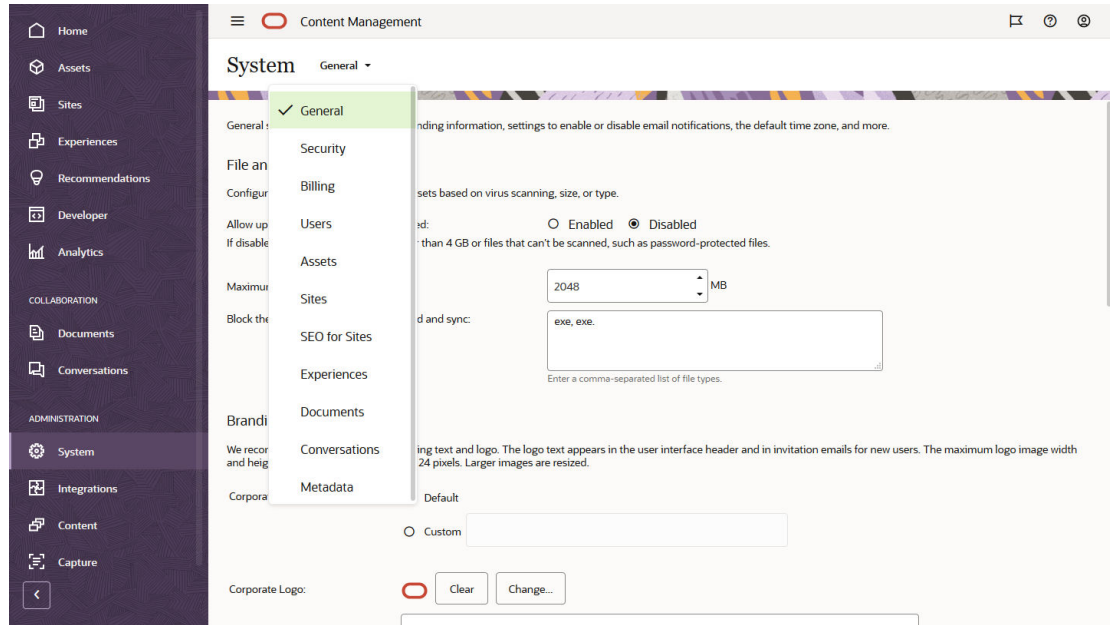 Home
Assets
Sites
Experiences
Recommendations
Developer
Analytics
COLLABORATION
Documents
Conversations
ADMINISTRATION
System
Integrations
Content
Capture
Content Management
System General
General
Security
Billing
Users
Assets
Sites
SEO for Sites
Experiences
Documents
Conversations
Metadata
General nding information, settings to enable or disable email notifications, the default time zone, and more.
File an
Configur sets based on virus scanning, size, or type.
Allow up ed: Enabled Disabled
If disable than 4 GB or files that can't be scanned, such as password-protected files.
Maximu 2048 MB
Block the d and sync: exe, exe.
Enter a comma-separated list of file types.
Brandi
We recor ing text and logo. The logo text appears in the user interface header and in invitation emails for new users. The maximum logo image width
and heig 24 pixels. Larger images are resized.
Corpora Default
Custom
Corporate Logo: Clear Change...